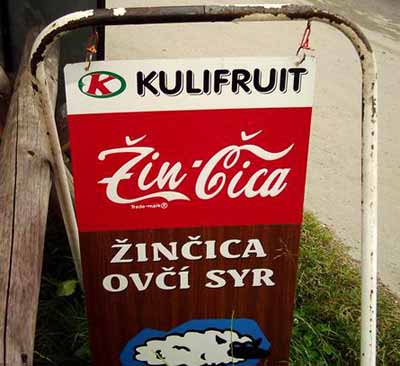 K KULIFRUIT
Žin-Čica
Trade-mark®
ŽINČICA
OVČÍ SYR